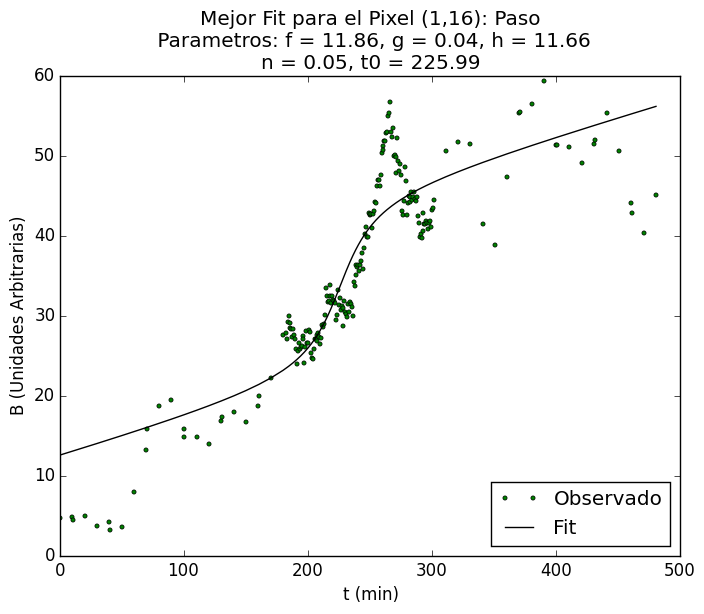 Mejor Fit para el Pixel (1,16): Paso
Parametros: f = 11.86, g = 0.04, h = 11.66
n = 0.05, t0 = 225.99
60
50
40
30
20
10
0
B (Unidades Arbitrarias)
Observado
Fit
0 100 200 300 400 500
t (min)